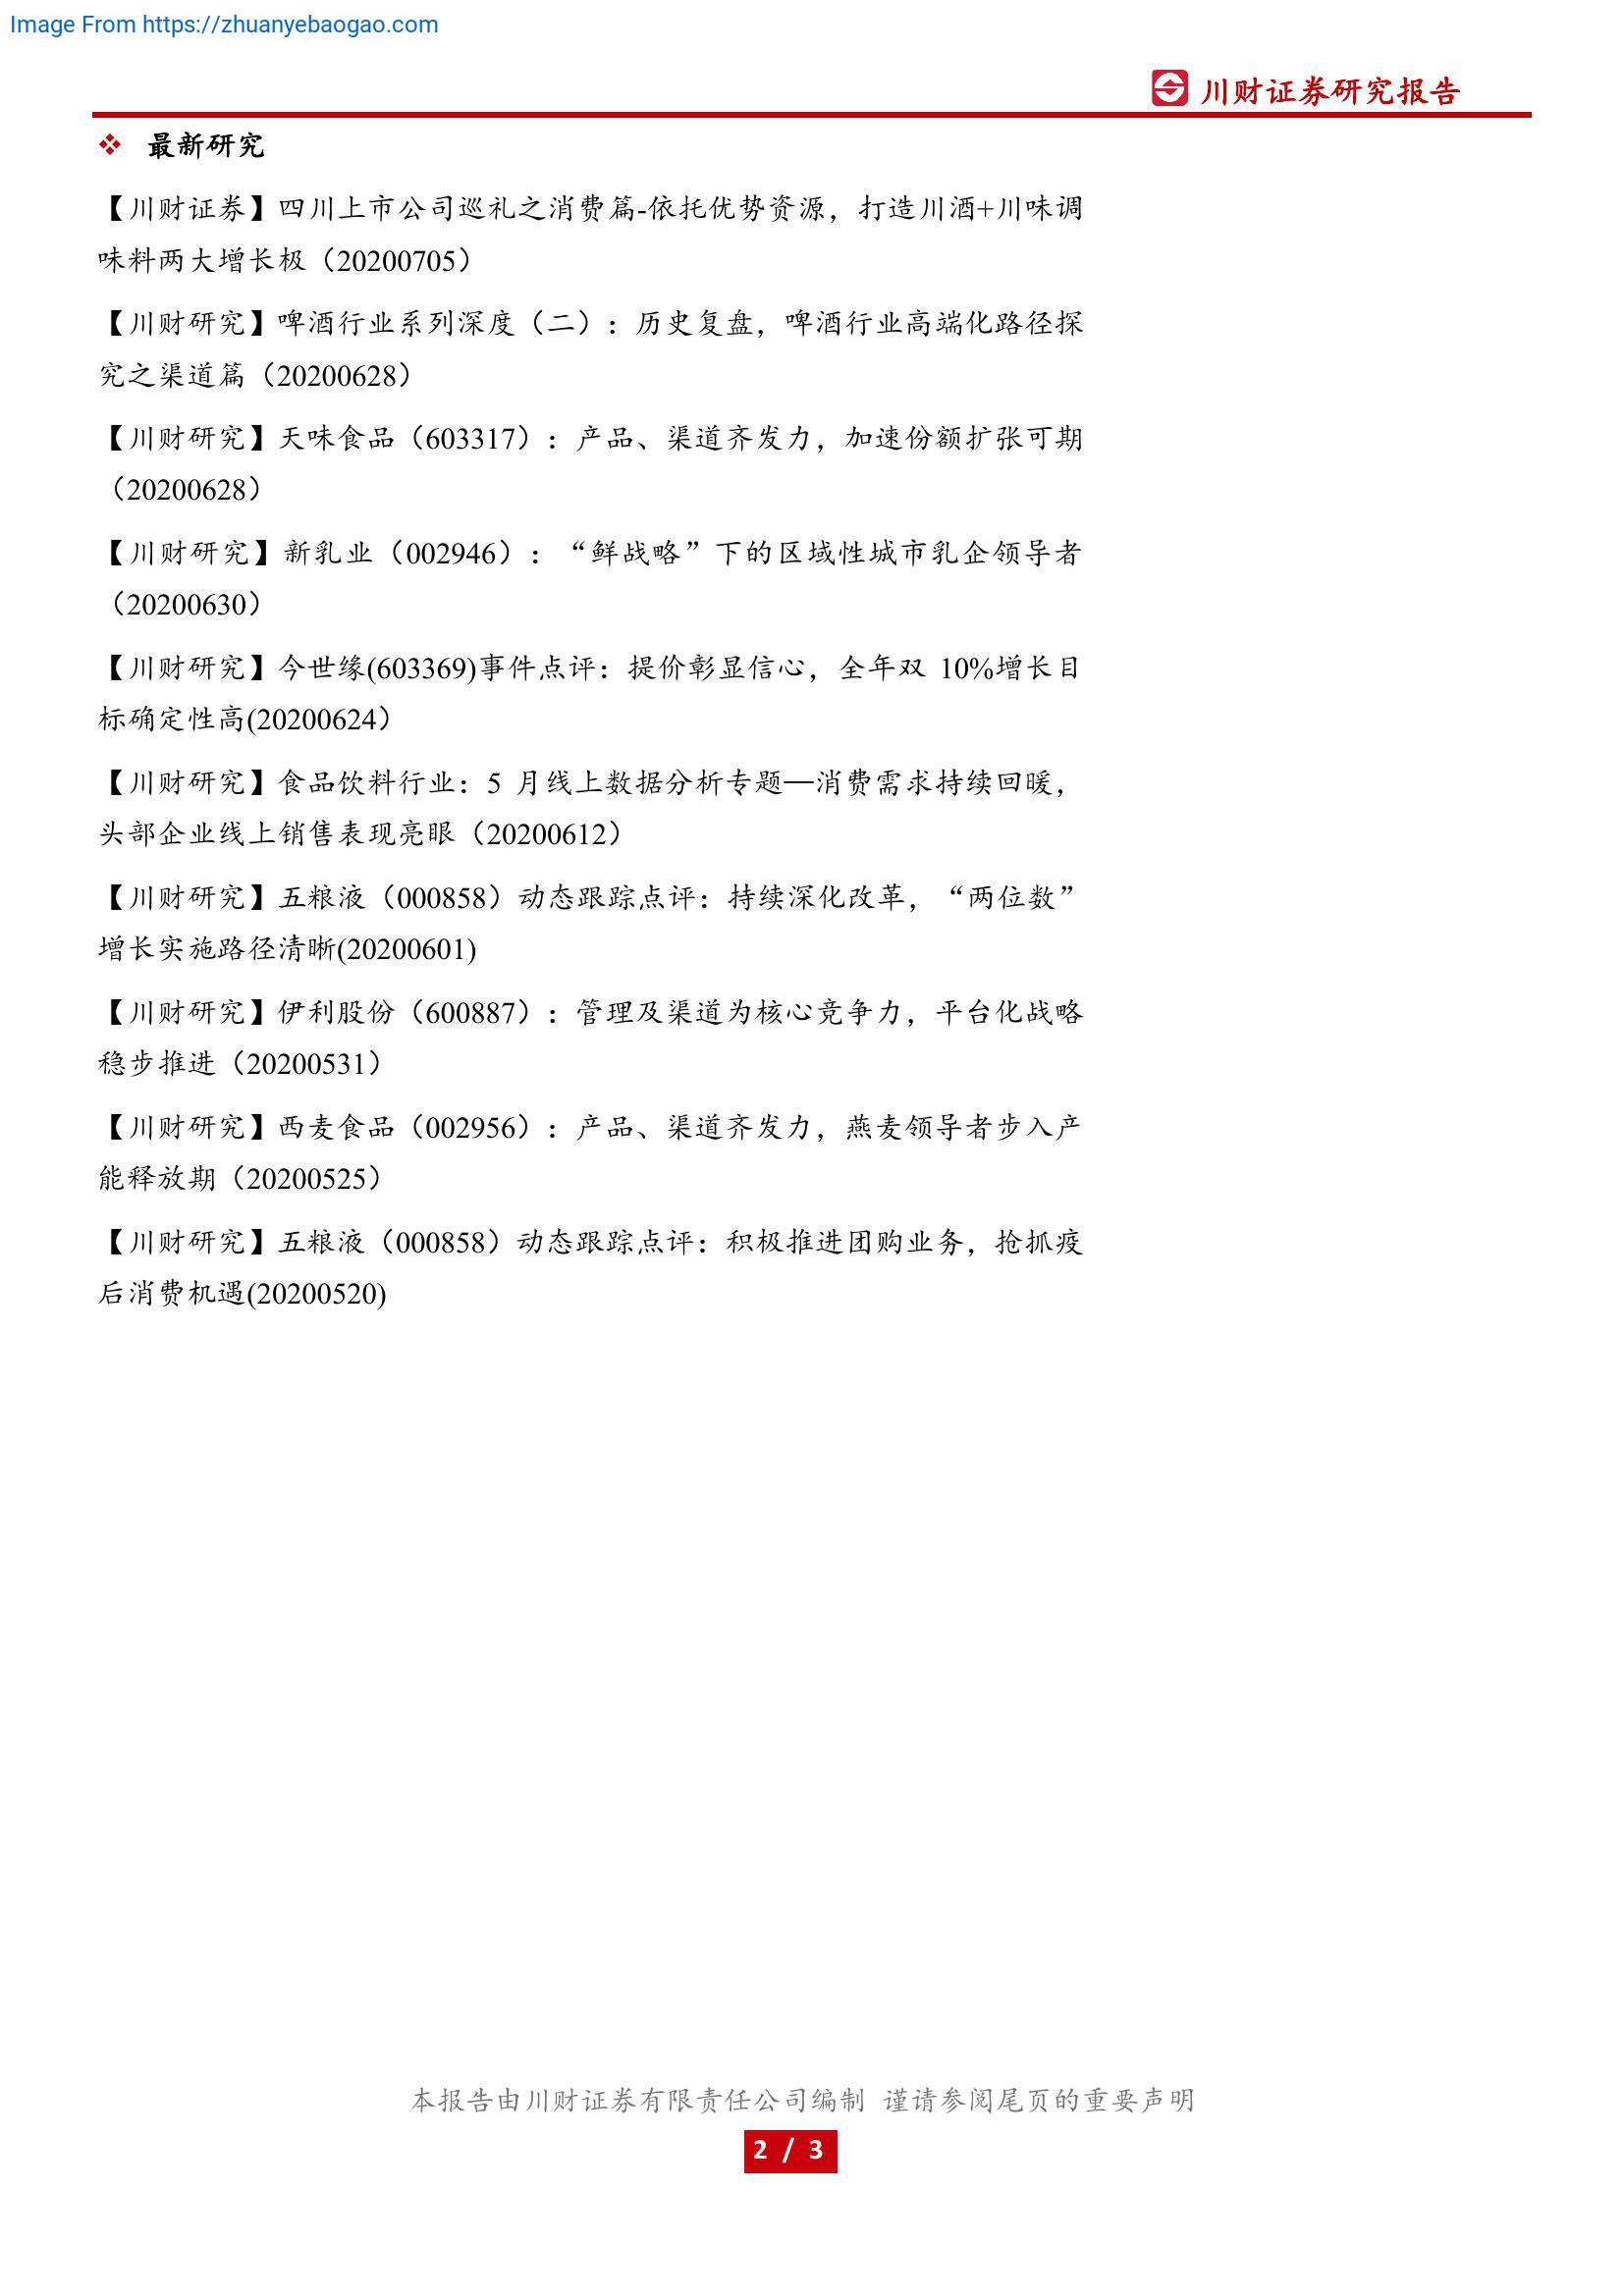 Image From https://zhuanyebaogao.com
川财证券研究报告
❖ 最新研究
【川财证券】四川上市公司巡礼之消费篇-依托优势资源，打造川酒+川味调
味料两大增长极（20200705）
【川财研究】啤酒行业系列深度（二）：历史复盘，啤酒行业高端化路径探
究之渠道篇（20200628）
【川财研究】天味食品（603317）：产品、渠道齐发力，加速份额扩张可期
（20200628）
【川财研究】新乳业（002946）：“鲜战略”下的区域性城市乳企领导者
（20200630）
【川财研究】今世缘(603369)事件点评：提价彰显信心，全年双 10%增长目
标确定性高(20200624）
【川财研究】食品饮料行业：5 月线上数据分析专题—消费需求持续回暖，
头部企业线上销售表现亮眼（20200612）
【川财研究】五粮液（000858）动态跟踪点评：持续深化改革，“两位数”
增长实施路径清晰(20200601)
【川财研究】伊利股份（600887）：管理及渠道为核心竞争力，平台化战略
稳步推进（20200531）
【川财研究】西麦食品（002956）：产品、渠道齐发力，燕麦领导者步入产
能释放期（20200525）
【川财研究】五粮液（000858）动态跟踪点评：积极推进团购业务，抢抓疫
后消费机遇(20200520)
本报告由川财证券有限责任公司编制 谨请参阅尾页的重要声明
2 / 3